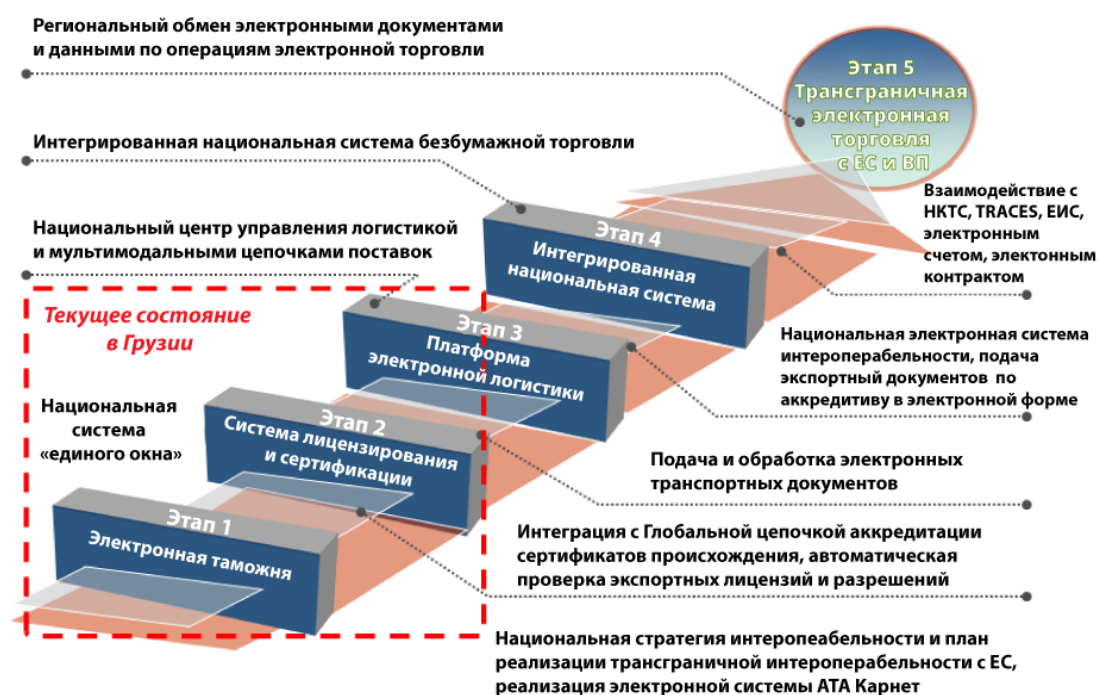 Региональный обмен электронными документами
и данными по операциям электронной торговли
Этап 5
Трансграничная
электронная
торговля
с ЕС и ВП
Интегрированная национальная система безбумажной торговли
Взаимодействие с
НКТС, TRACES, ЕИС,
электронным
счетом, электонным
контрактом
Национальный центр управления логистикой
и мультимодальными цепочками поставок
Этап 4
Интегрированная
национальная система
Текущее состояние
в Грузии
Этап 3
Платформа
электронной логистики
Национальная электронная система
интероперабельности, подача
экспортный документов по
аккредитиву в электронной форме
Национальная
система
«единого окна»
Этап 2
Система лицензирования
и сертификации
Подача и обработка электронных
транспортных документов
Этап 1
Электронная таможня
Интеграция с Глобальной цепочкой аккредитации
сертификатов происхождения, автоматическая
проверка экспортных лицензий и разрешений
Национальная стратегия интеропеабельности и план
реализации трансграничной интероперабельности с ЕС,
реализация электронной системы АТА Карнет